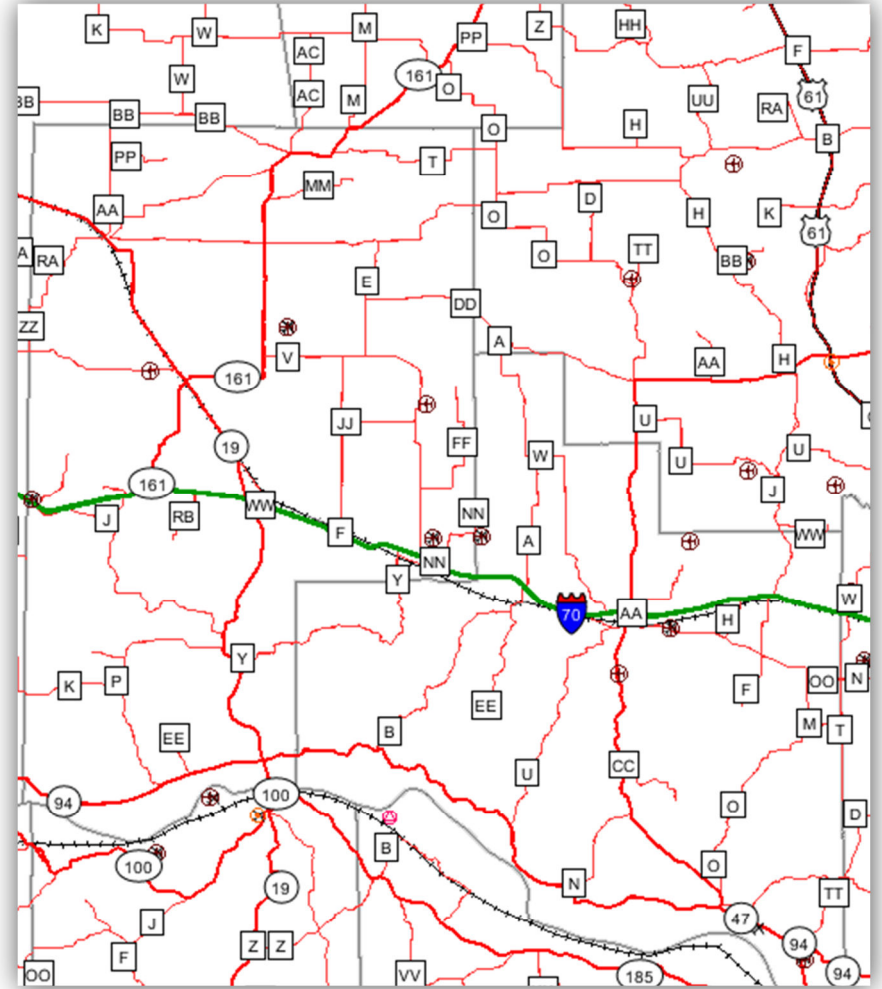 K
W
M
PP
Z
HH
F
AC
W
161
O
61
BB
AC
M
UU
RA
BB
BB
O
H
B
PP
T
MM
D
AA
O
H
K
61
A
RA
O
TT
BB
E
ZZ
DD
A
V
AA
H
161
JJ
U
19
FF
W
U
U
161
J
J
RB
WW
NN
F
A
WW
NN
Y
W
70
AA
H
Y
K
P
F
OO
N
EE
EE
B
M
T
U
CC
94
100
O
D
B
100
O
19
N
TT
J
47
F
Z
Z
94
OO
VV
185
94